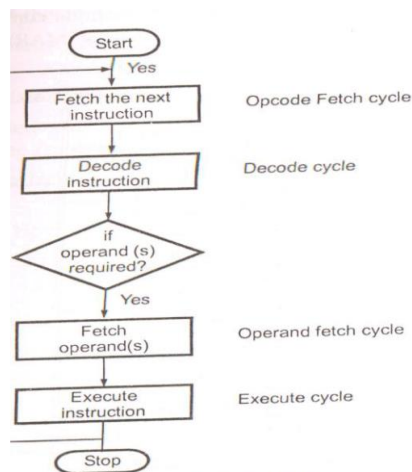 Start
Yes
Fetch the next
instruction
Opcode Fetch cycle
Decode
instruction
Decode cycle
if
operand (s)
required?
Yes
Fetch
operand(s)
Operand fetch cycle
Execute
instruction
Execute cycle
Stop